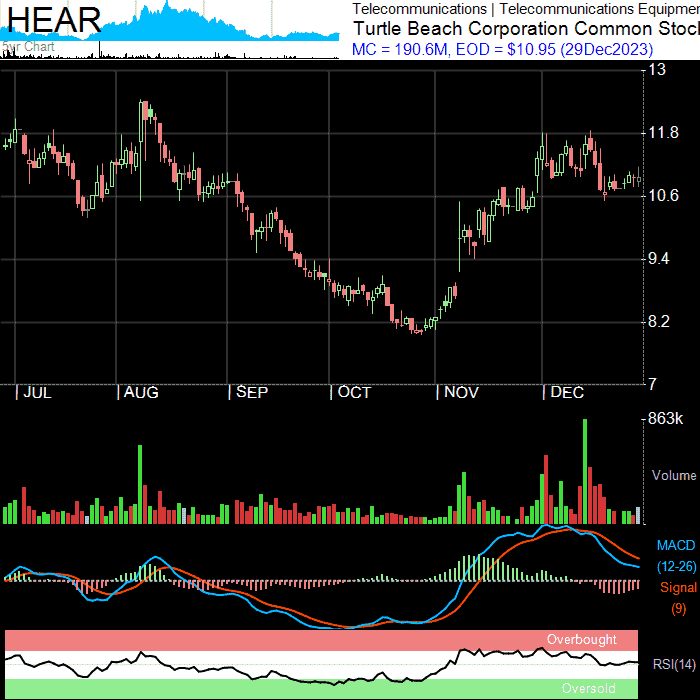 HEAR
5yr Chart
Telecommunications | Telecommunications Equipmen
Turtle Beach Corporation Common Stock
MC = 190.6M, EOD = $10.95 (29Dec2023)
13
11.8
10.6
9.4
8.2
7
JUL AUG SEP OCT NOV DEC
863k
Volume
MACD
(12-26)
Signal
(9)
Overbought
RSI(14)
Oversold